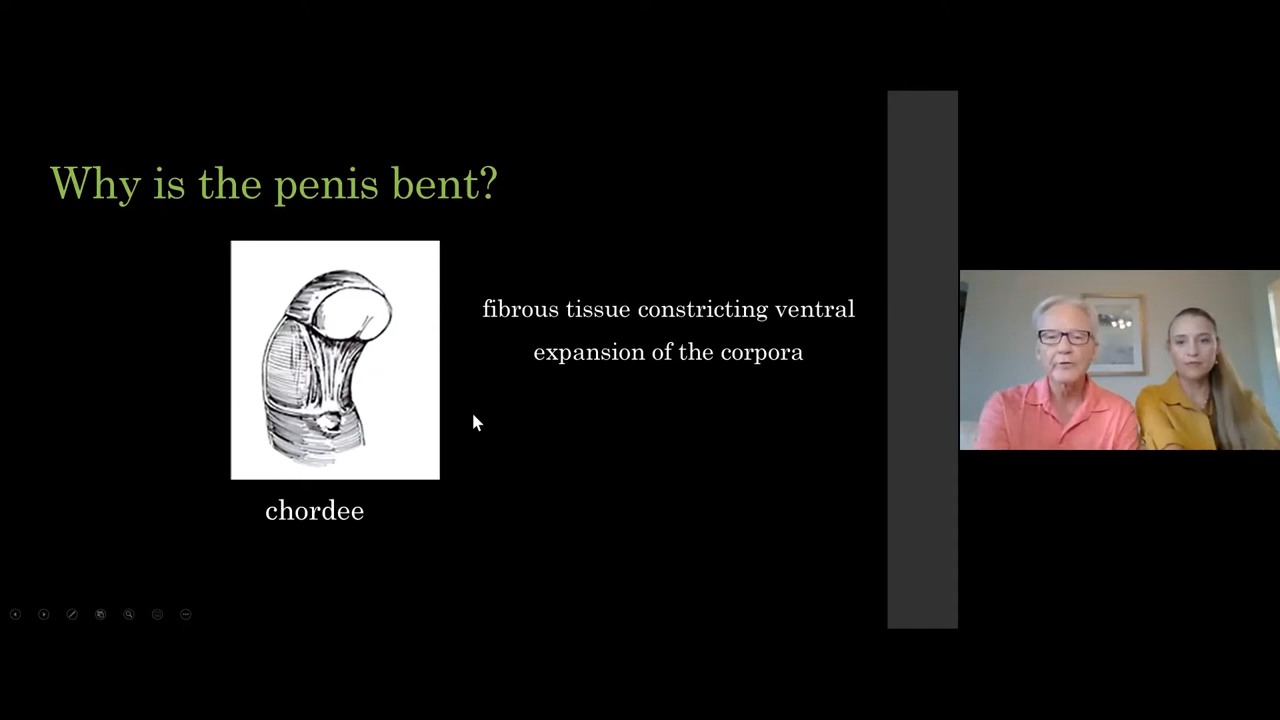 Why is the penis bent?
fibrous tissue constricting ventral
expansion of the corpora
chordee